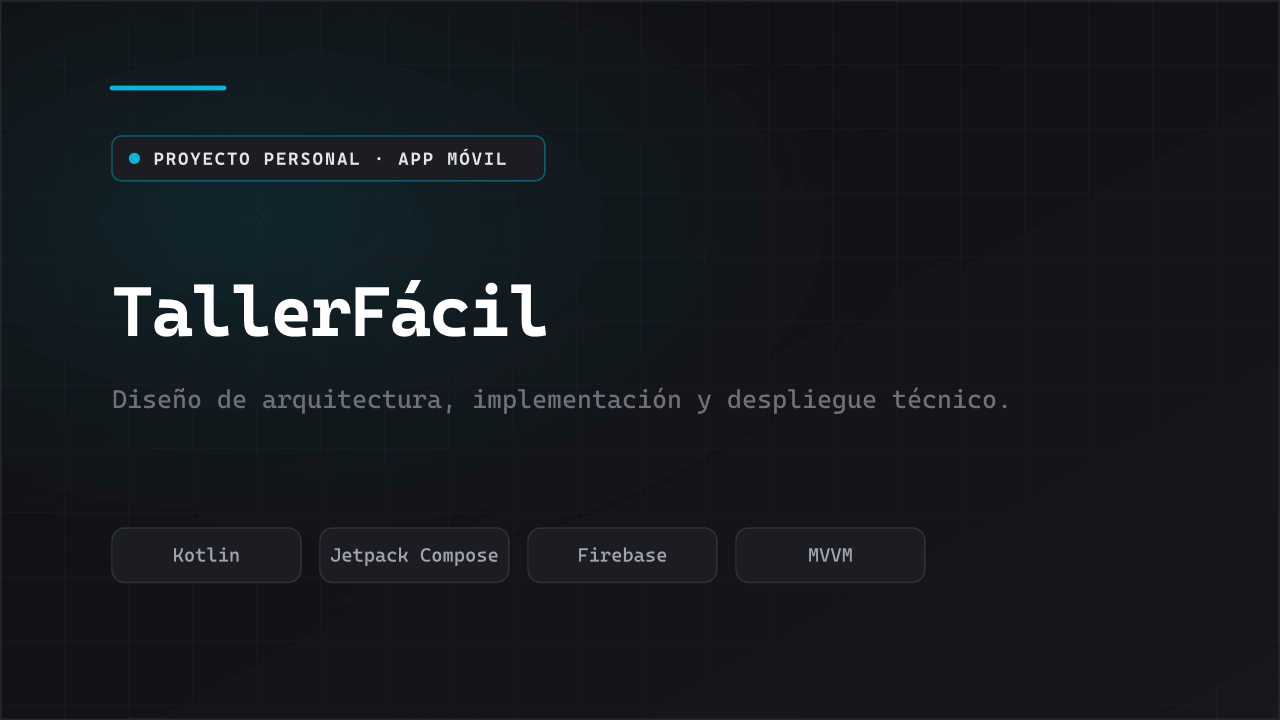 PROYECTO PERSONAL · APP MÓVIL
TallerFácil
Diseño de arquitectura, implementación y despliegue técnico.
Kotlin
Jetpack Compose
Firebase
MVVM